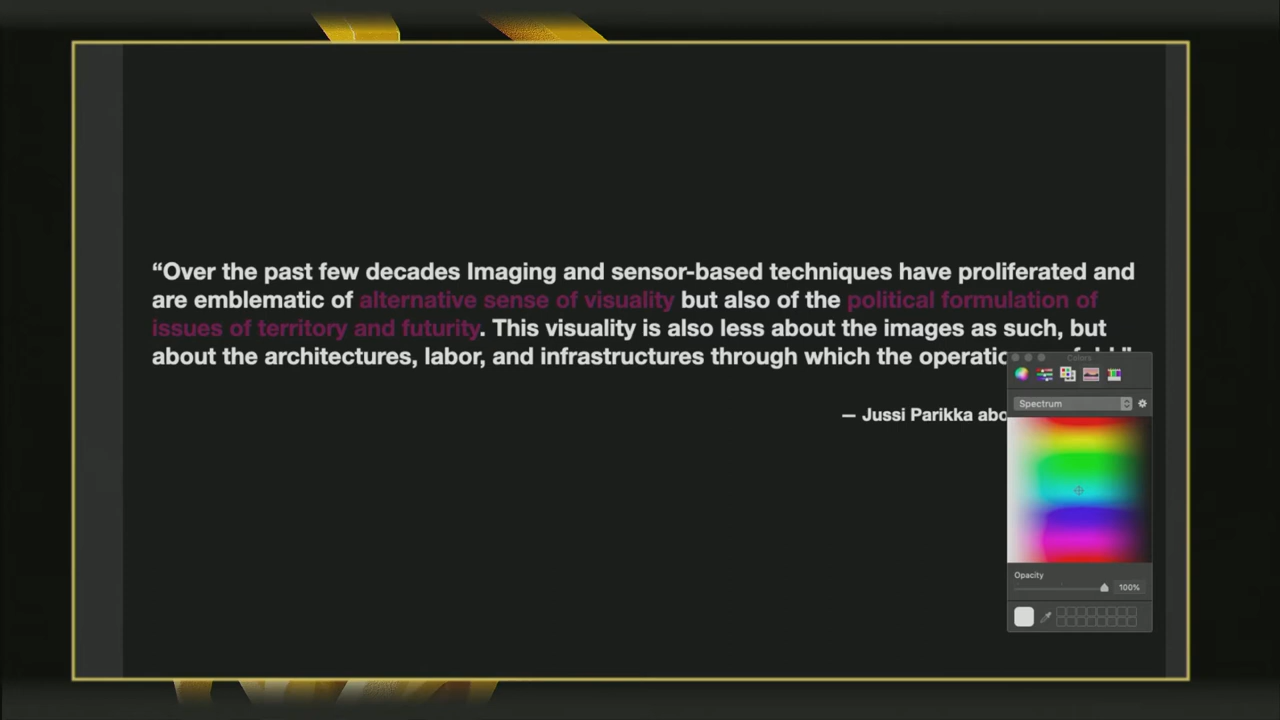 “Over the past few decades Imaging and sensor-based techniques have proliferated and
are emblematic of alternative sense of visuality but also of the political formulation of
issues of territory and futurity. This visuality is also less about the images as such, but
about the architectures, labor, and infrastructures through which the
— Jussi Parikka
Colors
Spectrum
Opacity
100%